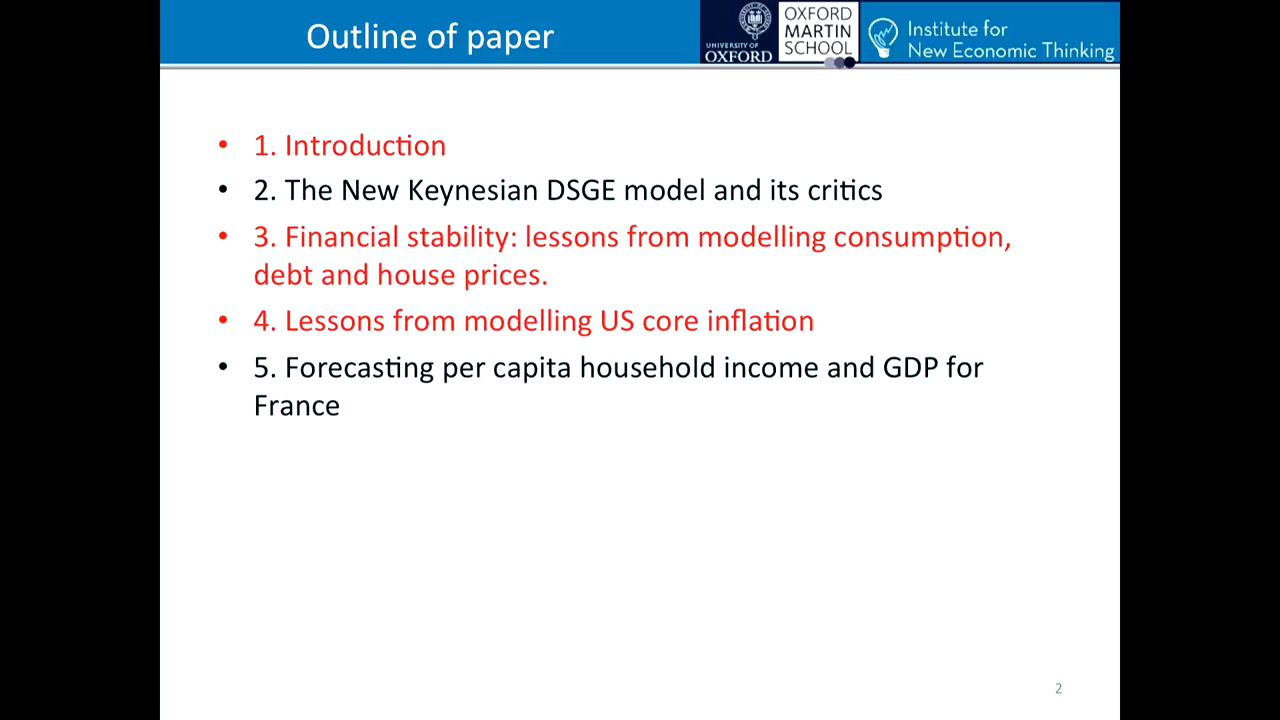 Outline of paper
UNIVERSITY OF
OXFORD
OXFORD
MARTIN
SCHOOL
Institute for
New Economic Thinking
• 1. Introduction
• 2. The New Keynesian DSGE model and its critics
• 3. Financial stability: lessons from modelling consumption,
debt and house prices.
• 4. Lessons from modelling US core inflation
• 5. Forecasting per capita household income and GDP for
France
2